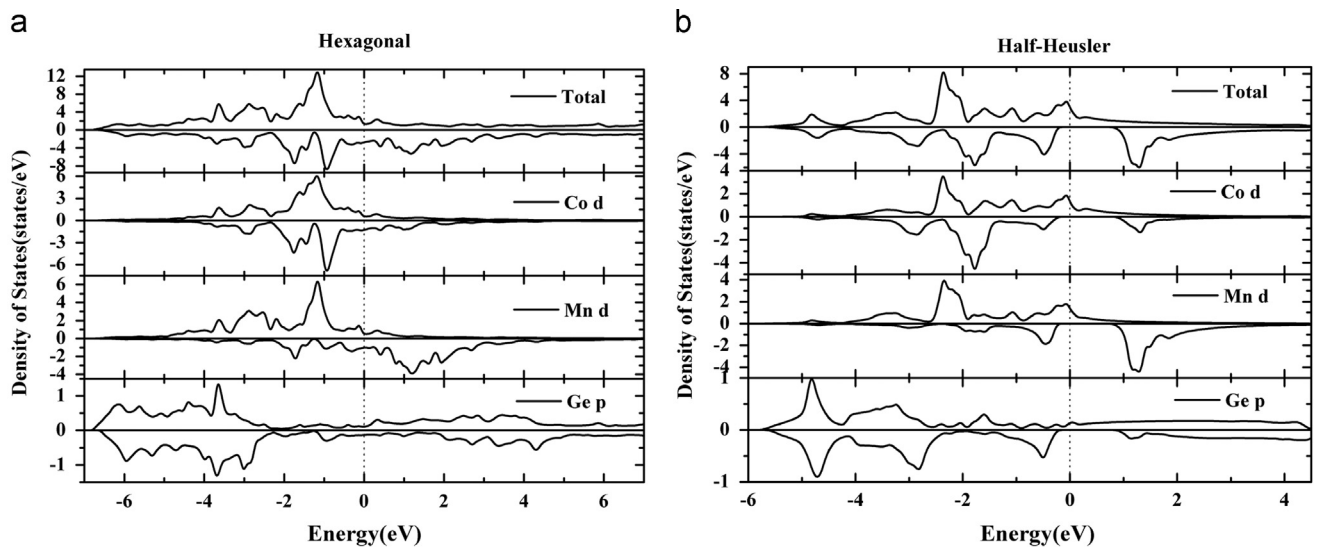 a
Hexagonal
Density of States(states/eV)
12
8
4
0
-4
-8
Total
6
3
0
-3
-6
Co d
6
4
2
0
-2
-4
Mn d
1
0
-1
Ge p
-6 -4 -2 0 2 4 6
Energy(eV)
b
Half-Heusler
Density of States(states/eV)
8
4
0
-4
Total
4
2
0
-2
-4
Co d
4
2
0
-2
-4
Mn d
1
0
-1
Ge p
-6 -4 -2 0 2 4
Energy(eV)